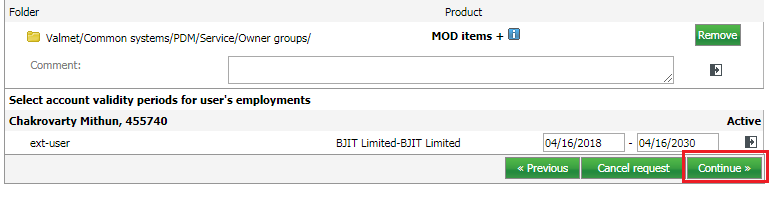 Folder Product
Valmet/Common systems/PDM/Service/Owner groups/ MOD items + i Remove
Comment:
Select account validity periods for user's employments
Chakrovarty Mithun, 455740 Active
ext-user BJIT Limited-BJIT Limited 04/16/2018 - 04/16/2030
« Previous Cancel request Continue »